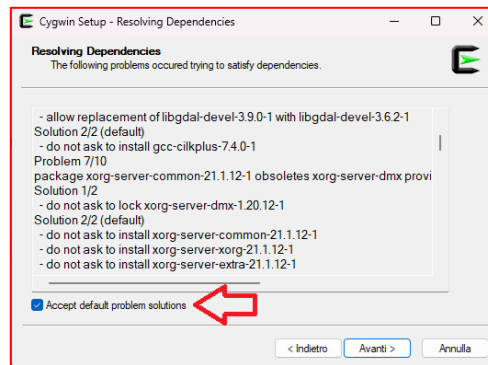 Cygwin Setup - Resolving Dependencies
Resolving Dependencies
The following problems occured trying to satisfy dependencies.
- allow replacement of libgdal-devel-3.9.0-1 with libgdal-devel-3.6.2-1
Solution 2/2 (default)
- do not ask to install gcc-cilkplus-7.4.0-1
Problem 7/10
package xorg-server-common-21.1.12-1 obsoletes xorg-server-dmx provi
Solution 1/2
- do not ask to lock xorg-server-dmx-1.20.12-1
Solution 2/2 (default)
- do not ask to install xorg-server-common-21.1.12-1
- do not ask to install xorg-server-xorg-21.1.12-1
- do not ask to install xorg-server-extra-21.1.12-1
Accept default problem solutions
< Indietro Avanti > Annulla